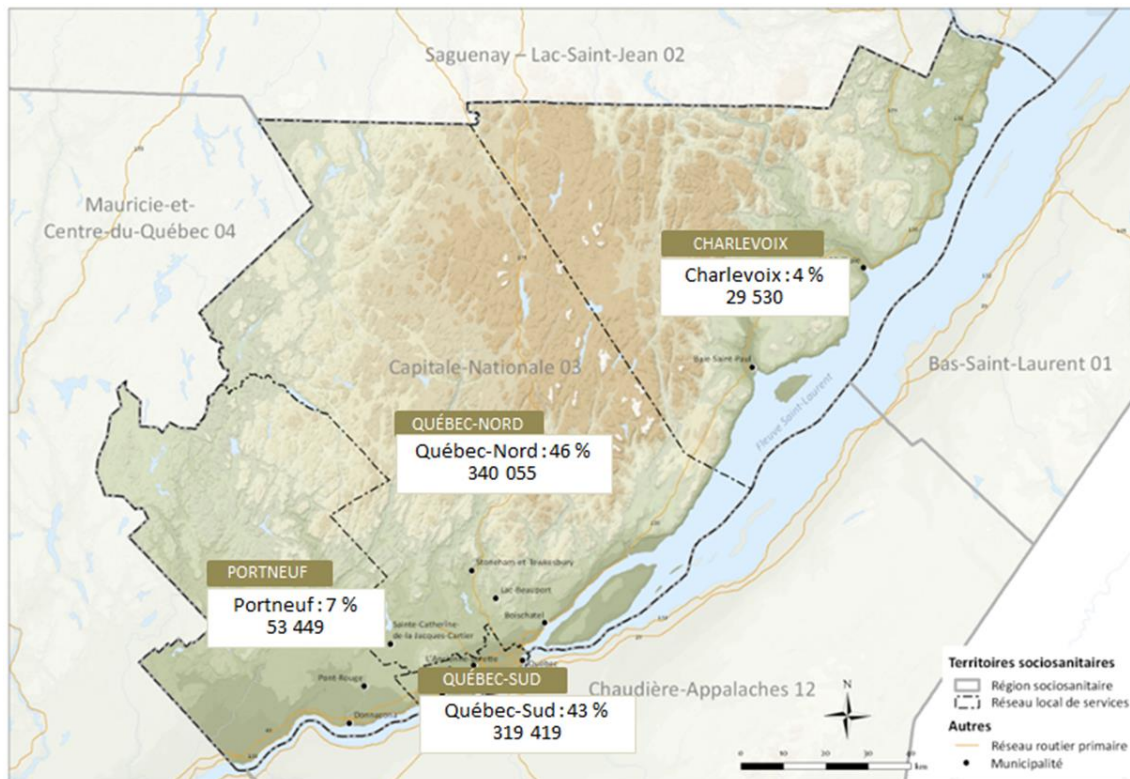 Saguenay – Lac-Saint-Jean 02
Mauricie-et-
Centre-du-Québec 04
CHARLEVOIX
Charlevoix : 4 %
29 530
Baie-Saint-Paul
Bas-Saint-Laurent 01
Capitale-Nationale 03
Fleuve Saint-Laurent
QUÉBEC-NORD
Québec-Nord : 46 %
340 055
Stoneham-et-Tewkesbury
Lac-Beauport
Boischatel
PORTNEUF
Portneuf : 7 %
53 449
Sainte-Catherine-
de-la-Jacques-Cartier
Québec
Pont-Rouge
Donnacona
QUÉBEC-SUD
Québec-Sud : 43 %
319 419
Chaudière-Appalaches 12
N
0 10 20 30 40
km
Territoires sociosanitaires
Région sociosanitaire
Réseau local de services
Autres
Réseau routier primaire
Municipalité